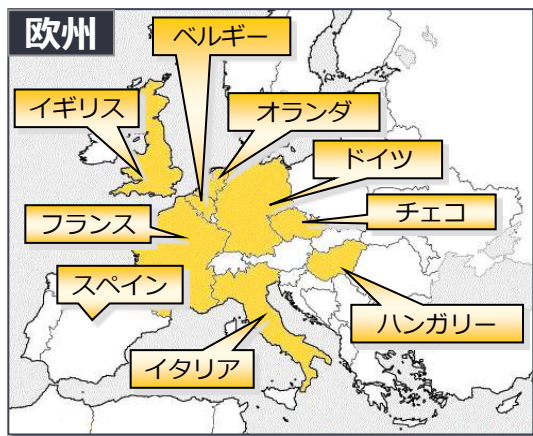 欧州
ベルギー
イギリス
オランダ
ドイツ
チェコ
フランス
スペイン
ハンガリー
イタリア